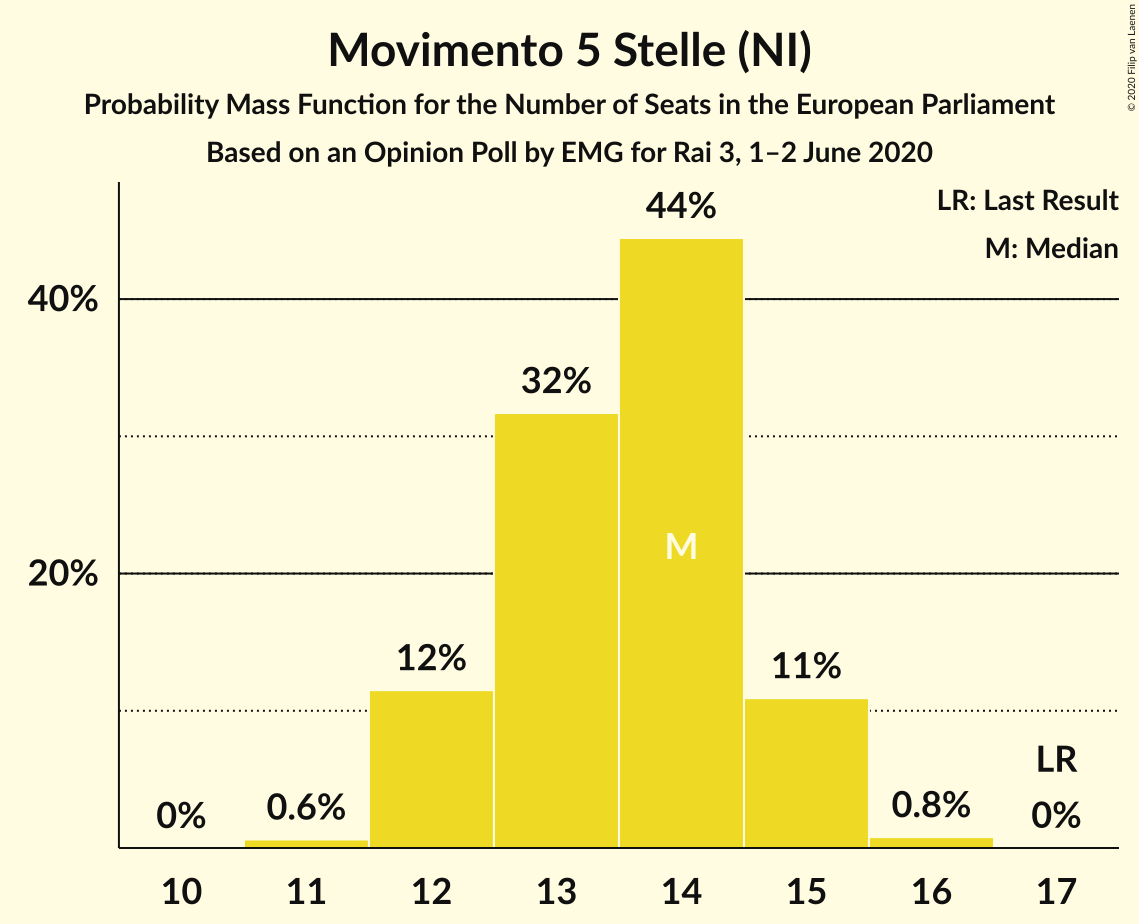 Movimento 5 Stelle (NI)
Probability Mass Function for the Number of Seats in the European Parliament
Based on an Opinion Poll by EMG for Rai 3, 1–2 June 2020
© 2020 Filip van Laenen
LR: Last Result
M: Median
44%
40%
32%
M
20%
12%
11%
LR
0%
0.6%
0.8%
0%
10
11
12
13
14
15
16
17